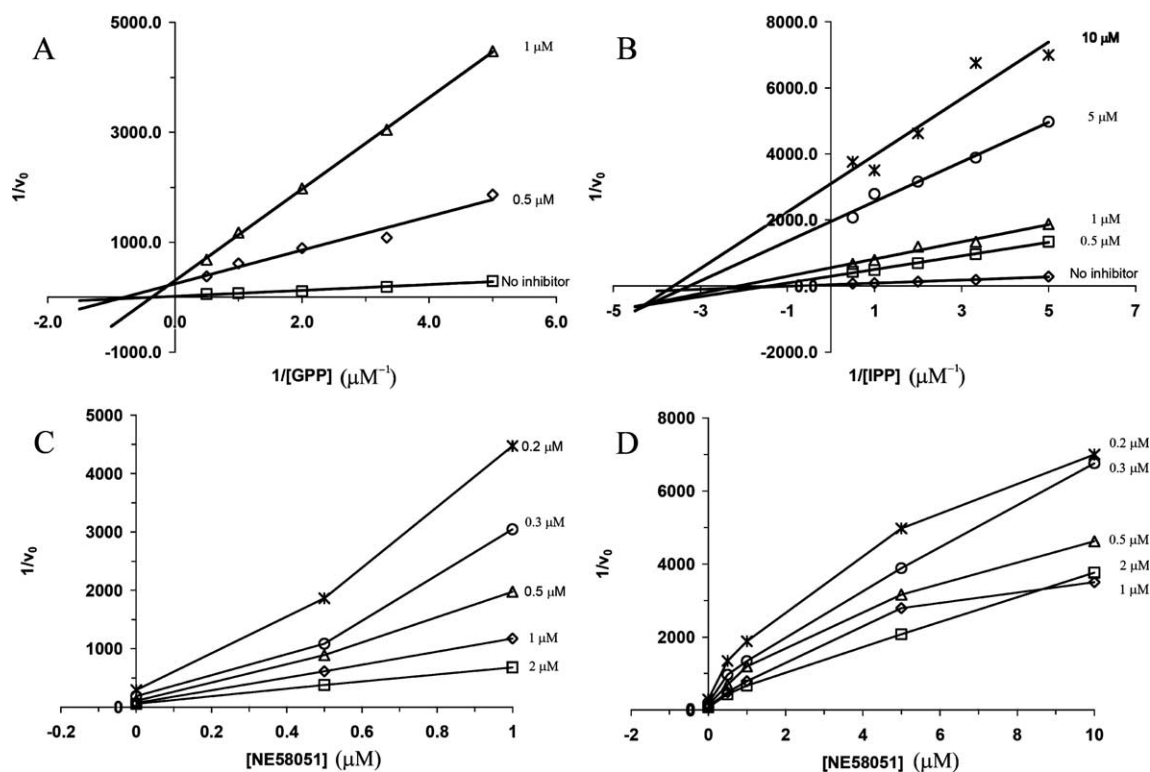 A
5000.0
3000.0
1000.0
-1000.0
1/v0
-2.0 0.0 2.0 4.0 6.0
1/[GPP] (μM⁻¹)
1 μM
0.5 μM
No inhibitor
B
8000.0
6000.0
4000.0
2000.0
0.0
-2000.0
1/v0
-5 -3 -1 1 3 5 7
1/[IPP] (μM⁻¹)
10 μM
5 μM
1 μM
0.5 μM
No inhibitor
C
5000
4000
3000
2000
1000
0
1/v0
-0.2 0 0.2 0.4 0.6 0.8 1
[NE58051] (μM)
0.2 μM
0.3 μM
0.5 μM
1 μM
2 μM
D
8000
6000
4000
2000
0
1/v0
-2 0 2 4 6 8 10
[NE58051] (μM)
0.2 μM
0.3 μM
0.5 μM
2 μM
1 μM